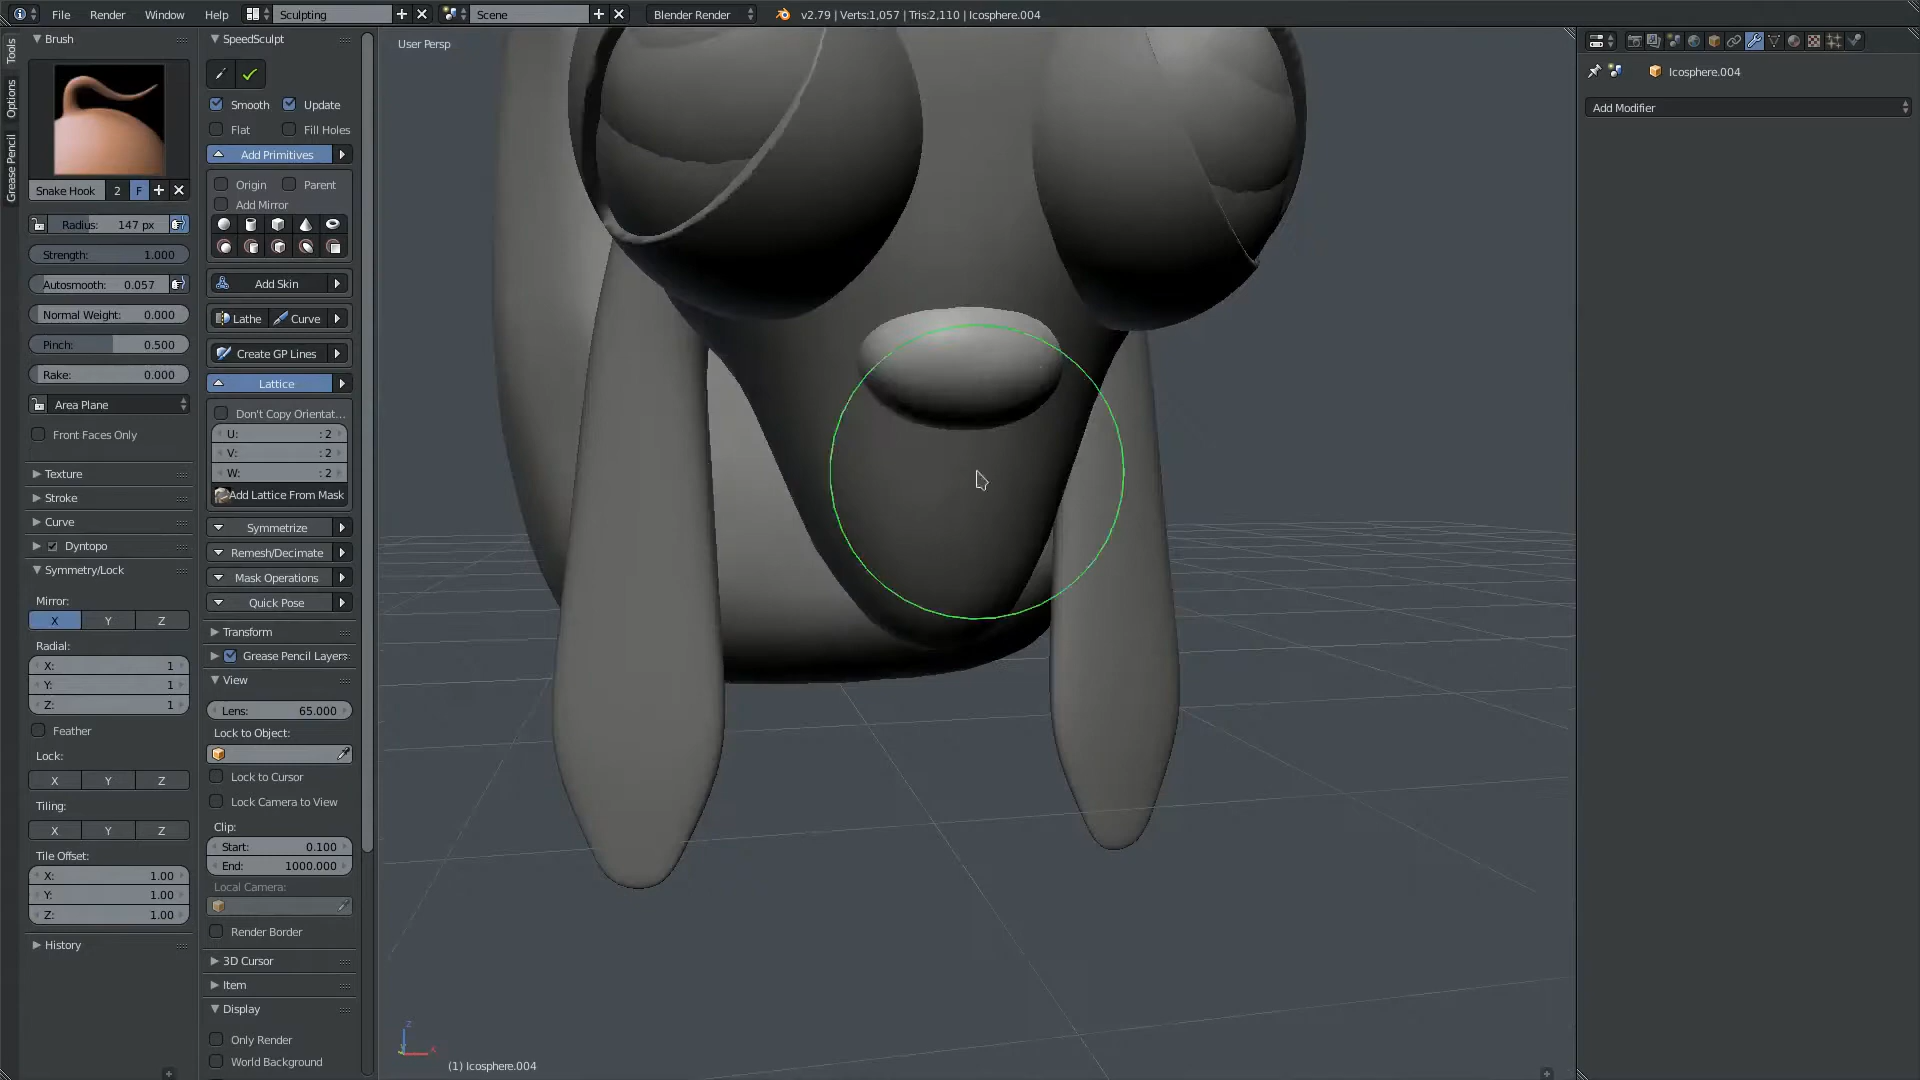 File Render Window Help Sculpting Scene Blender Render v2.79 | Verts:1,057 | Tris:2,110 | Icosphere.004
Tools
Options
Grease Pencil
Brush
Snake Hook 2 F
Radius: 147 px
Strength: 1.000
Autosmooth: 0.057
Normal Weight: 0.000
Pinch: 0.500
Rake: 0.000
Area Plane
Front Faces Only
Texture
Stroke
Curve
Dyntopo
Symmetry/Lock
Mirror:
X Y Z
Radial:
X: 1
Y: 1
Z: 1
Feather
Lock:
X Y Z
Tiling:
X Y Z
Tile Offset:
X: 1.00
Y: 1.00
Z: 1.00
History
SpeedSculpt
Smooth Update
Flat Fill Holes
Add Primitives
Origin Parent
Add Mirror
Add Skin
Lathe Curve
Create GP Lines
Lattice
Don't Copy Orientat...
U: : 2
V: : 2
W: : 2
Add Lattice From Mask
Symmetrize
Remesh/Decimate
Mask Operations
Quick Pose
Transform
Grease Pencil Layers
View
Lens: 65.000
Lock to Object:
Lock to Cursor
Lock Camera to View
Clip:
Start: 0.100
End: 1000.000
Local Camera:
Render Border
3D Cursor
Item
Display
Only Render
World Background
User Persp
z
x
(1) Icosphere.004
Icosphere.004
Add Modifier